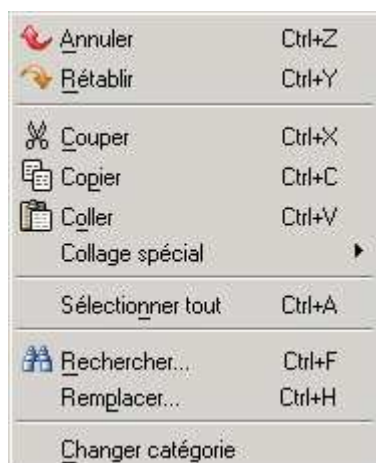 Annuler Ctrl+Z
Rétablir Ctrl+Y
Couper Ctrl+X
Copier Ctrl+C
Coller Ctrl+V
Collage spécial
Sélectionner tout Ctrl+A
Rechercher... Ctrl+F
Remplacer... Ctrl+H
Changer catégorie